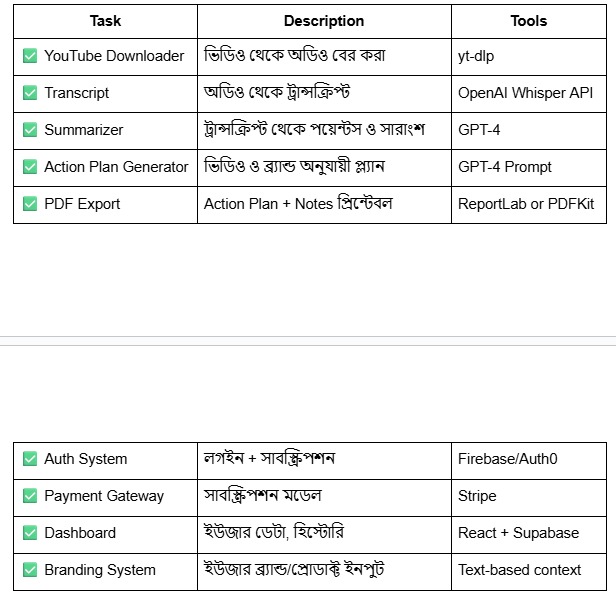 Task Description Tools
✅ YouTube Downloader ভিডিও থেকে অডিও বের করা yt-dlp
✅ Transcript অডিও থেকে ট্রান্সক্রিপ্ট OpenAI Whisper API
✅ Summarizer ট্রান্সক্রিপ্ট থেকে পয়েন্টস ও সারাংশ GPT-4
✅ Action Plan Generator ভিডিও ও ব্র্যান্ড অনুযায়ী প্ল্যান GPT-4 Prompt
✅ PDF Export Action Plan + Notes প্রিন্টেবল ReportLab or PDFKit
✅ Auth System লগইন + সাবস্ক্রিপশন Firebase/Auth0
✅ Payment Gateway সাবস্ক্রিপশন মডেল Stripe
✅ Dashboard ইউজার ডেটা, হিস্টোরি React + Supabase
✅ Branding System ইউজার ব্র্যান্ড/প্রোডাক্ট ইনপুট Text-based context